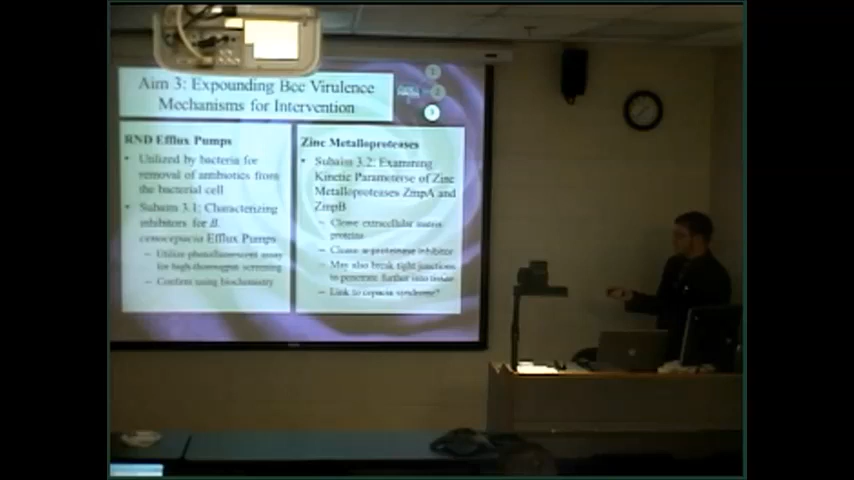 Aim 3: Expounding Bcc Virulence
Mechanisms for Intervention
RND Efflux Pumps
• Utilized by bacteria for
removal of antibiotics from
the bacterial cell
• Subaim 3.1: Characterizing
inhibitors for B.
cenocepacia Efflux Pumps
– Utilize assay
for high-throughput screening
– Confirm using biochemistry
Zinc Metalloproteases
• Subaim 3.2: Examining
Kinetic Parameterse of Zinc
Metalloproteases ZmpA and
ZmpB
– Cleave extracellular matrix
proteins
– Cleave inhibitor
– May also break tight junctions
to penetrate further into tissue
– Link to cepacia syndrome